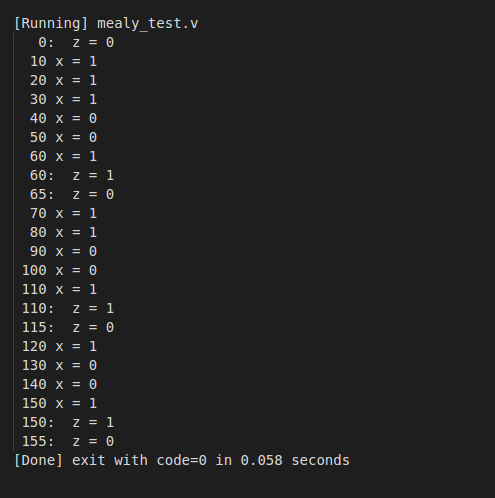 [Running] mealy_test.v
0:  z = 0
10 x = 1
20 x = 1
30 x = 1
40 x = 0
50 x = 0
60 x = 1
60:  z = 1
65:  z = 0
70 x = 1
80 x = 1
90 x = 0
100 x = 0
110 x = 1
110:  z = 1
115:  z = 0
120 x = 1
130 x = 0
140 x = 0
150 x = 1
150:  z = 1
155:  z = 0
[Done] exit with code=0 in 0.058 seconds